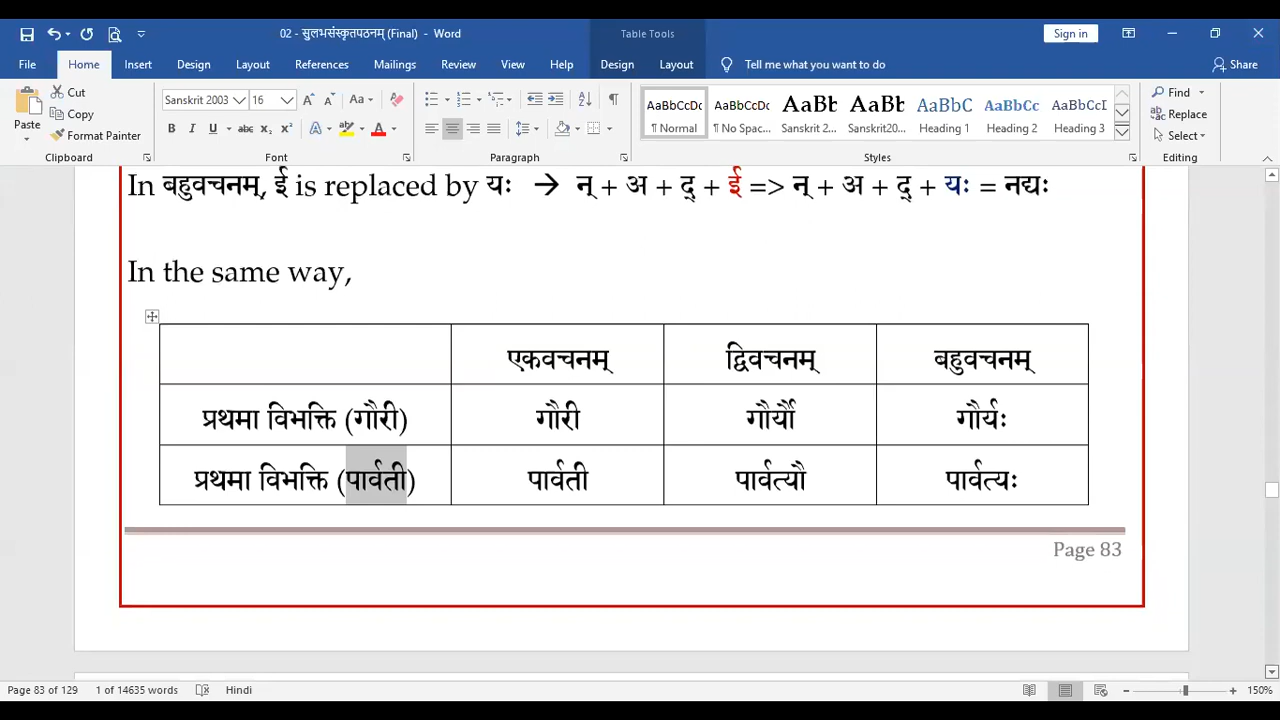 02 - सुलभसंस्कृतपठनम् (Final) - Word
Table Tools
Sign in
File Home Insert Design Layout References Mailings Review View Help Design Layout Tell me what you want to do Share
Paste Cut Copy Format Painter
Sanskrit 2003 16
AaBbCcDc AaBbCcDc AaBb AaBb AaBbC AaBbCc AaBbCcD
¶ Normal ¶ No Spac... Sanskrit 2... Sanskrit20... Heading 1 Heading 2 Heading 3
Find Replace Select
Clipboard Font Paragraph Styles Editing
In बहुवचनम्, ई is replaced by यः → न् + अ + द् + ई => न् + अ + द् + यः = नद्यः
In the same way,
एकवचनम् द्विवचनम् बहुवचनम्
प्रथमा विभक्ति (गौरी) गौरी गौर्यौ गौर्यः
प्रथमा विभक्ति (पार्वती) पार्वती पार्वत्यौ पार्वत्यः
Page 83
Page 83 of 129 1 of 14635 words Hindi 150%